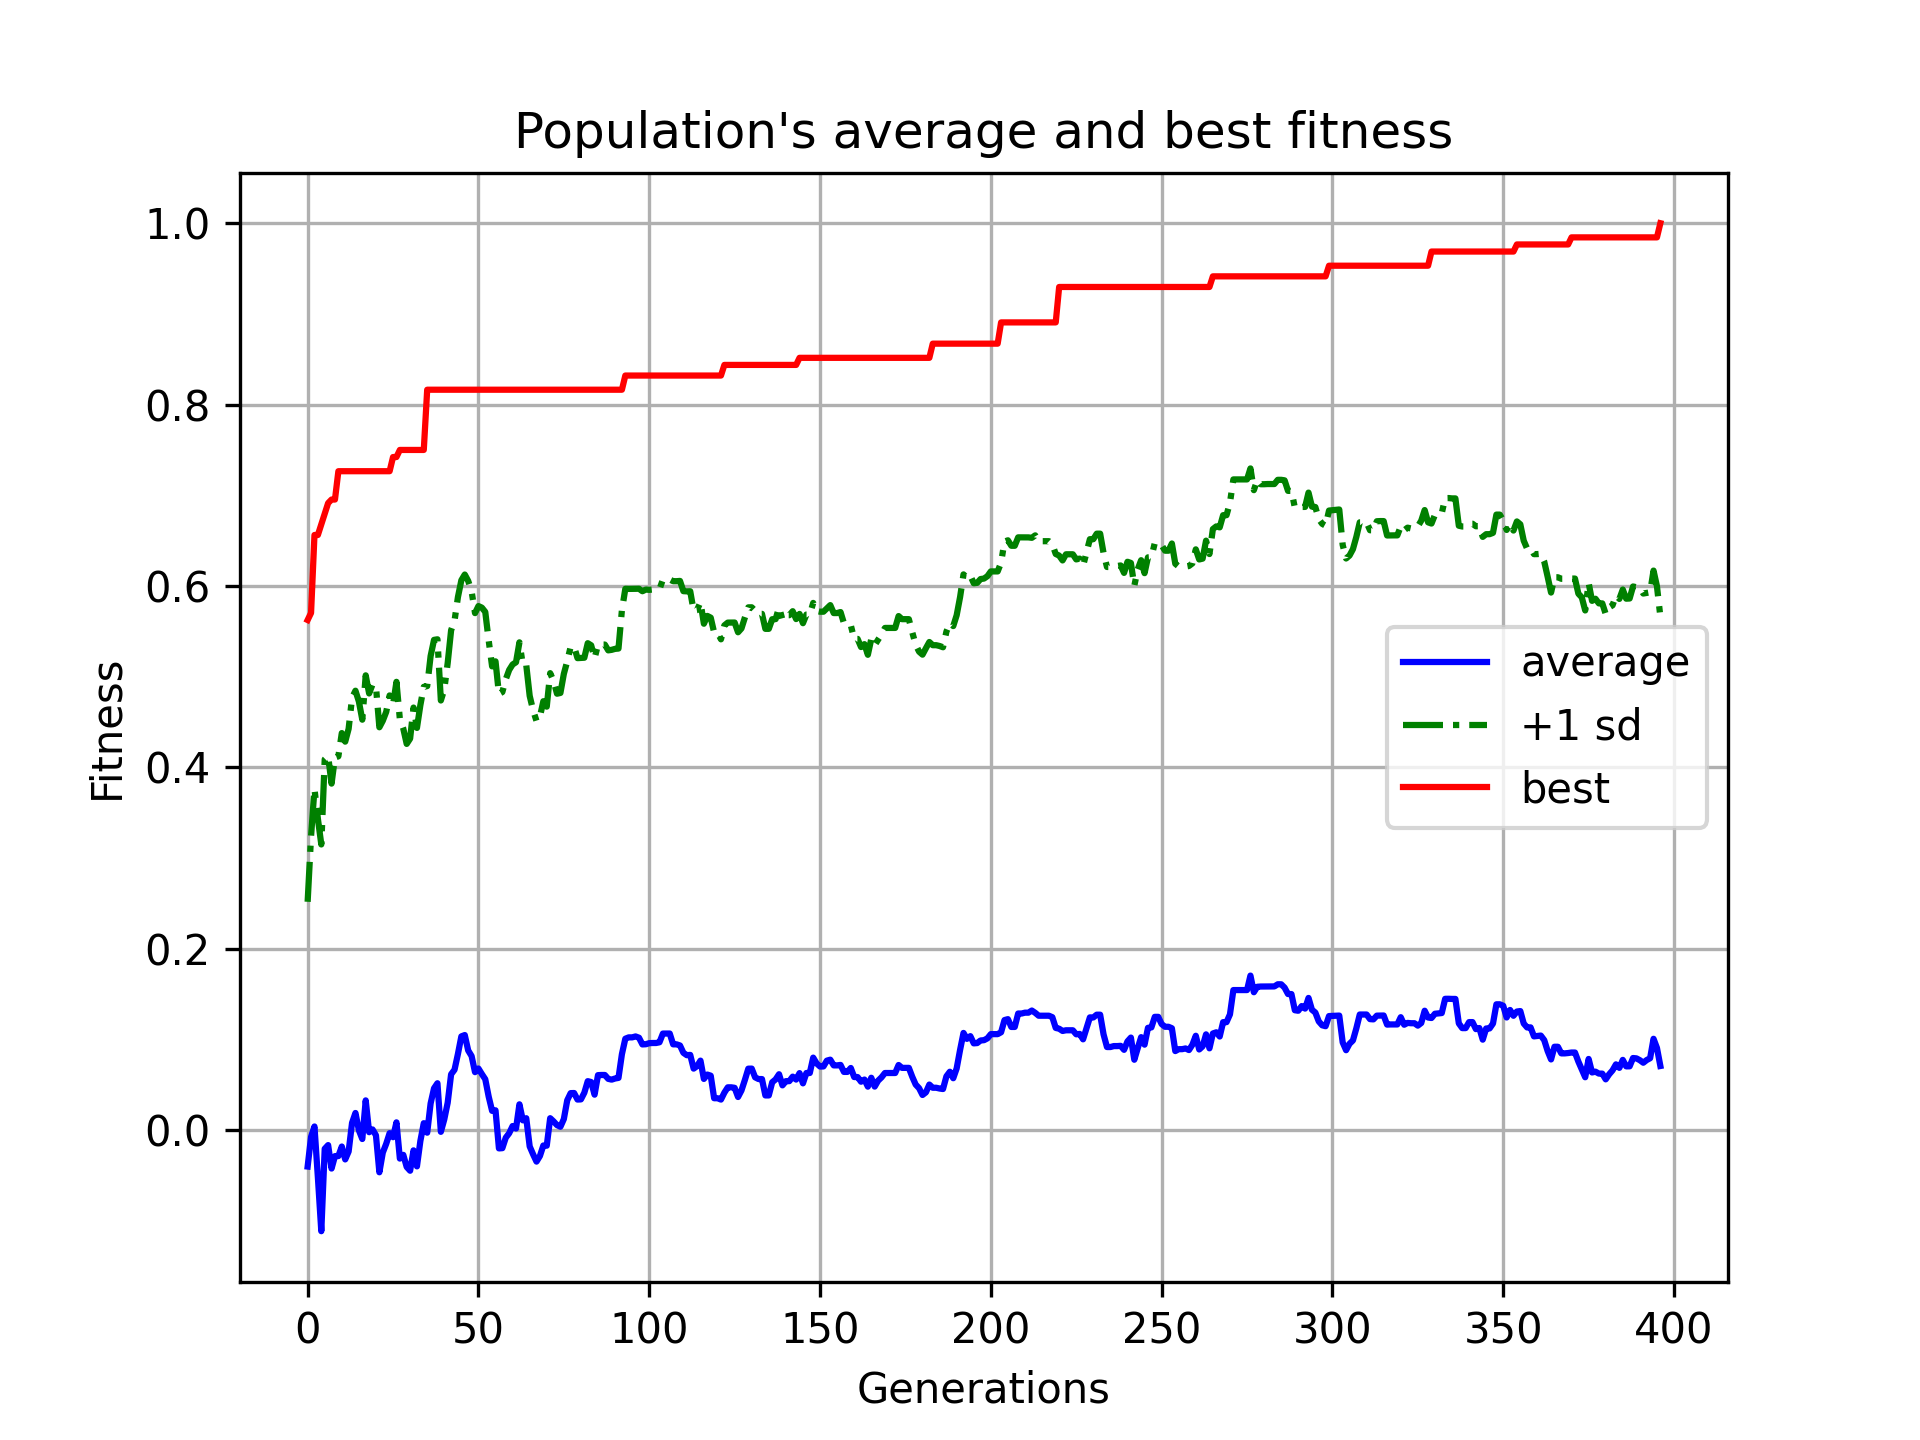 Population's average and best fitness
1.0
0.8
0.6
0.4
0.2
0.0
Fitness
average
+1 sd
best
0 50 100 150 200 250 300 350 400
Generations